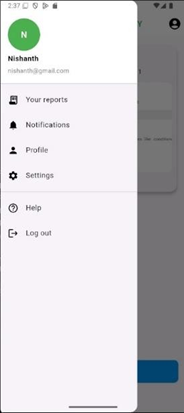 2:37
N
Nishanth
nishanth@gmail.com
Your reports
Notifications
Profile
Settings
Help
Log out